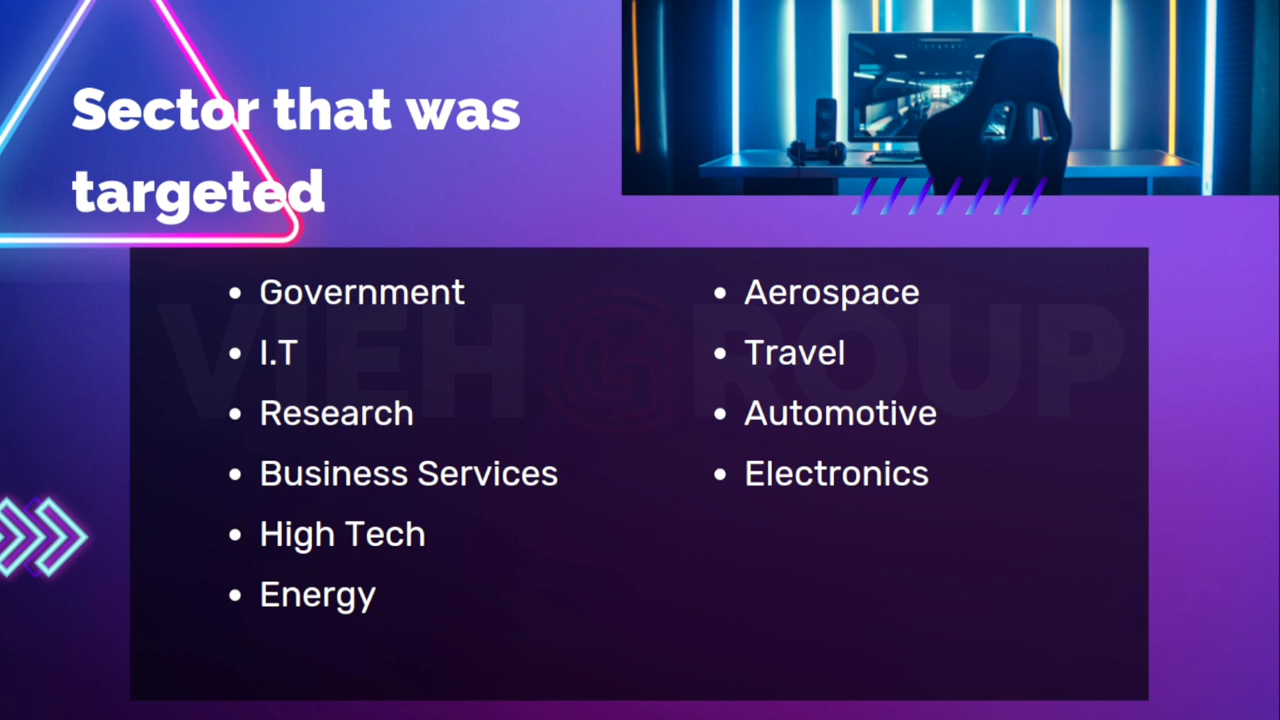 Sector that was
targeted
Government
I.T
Research
Business Services
High Tech
Energy
Aerospace
Travel
Automotive
Electronics
VIEH GROUP